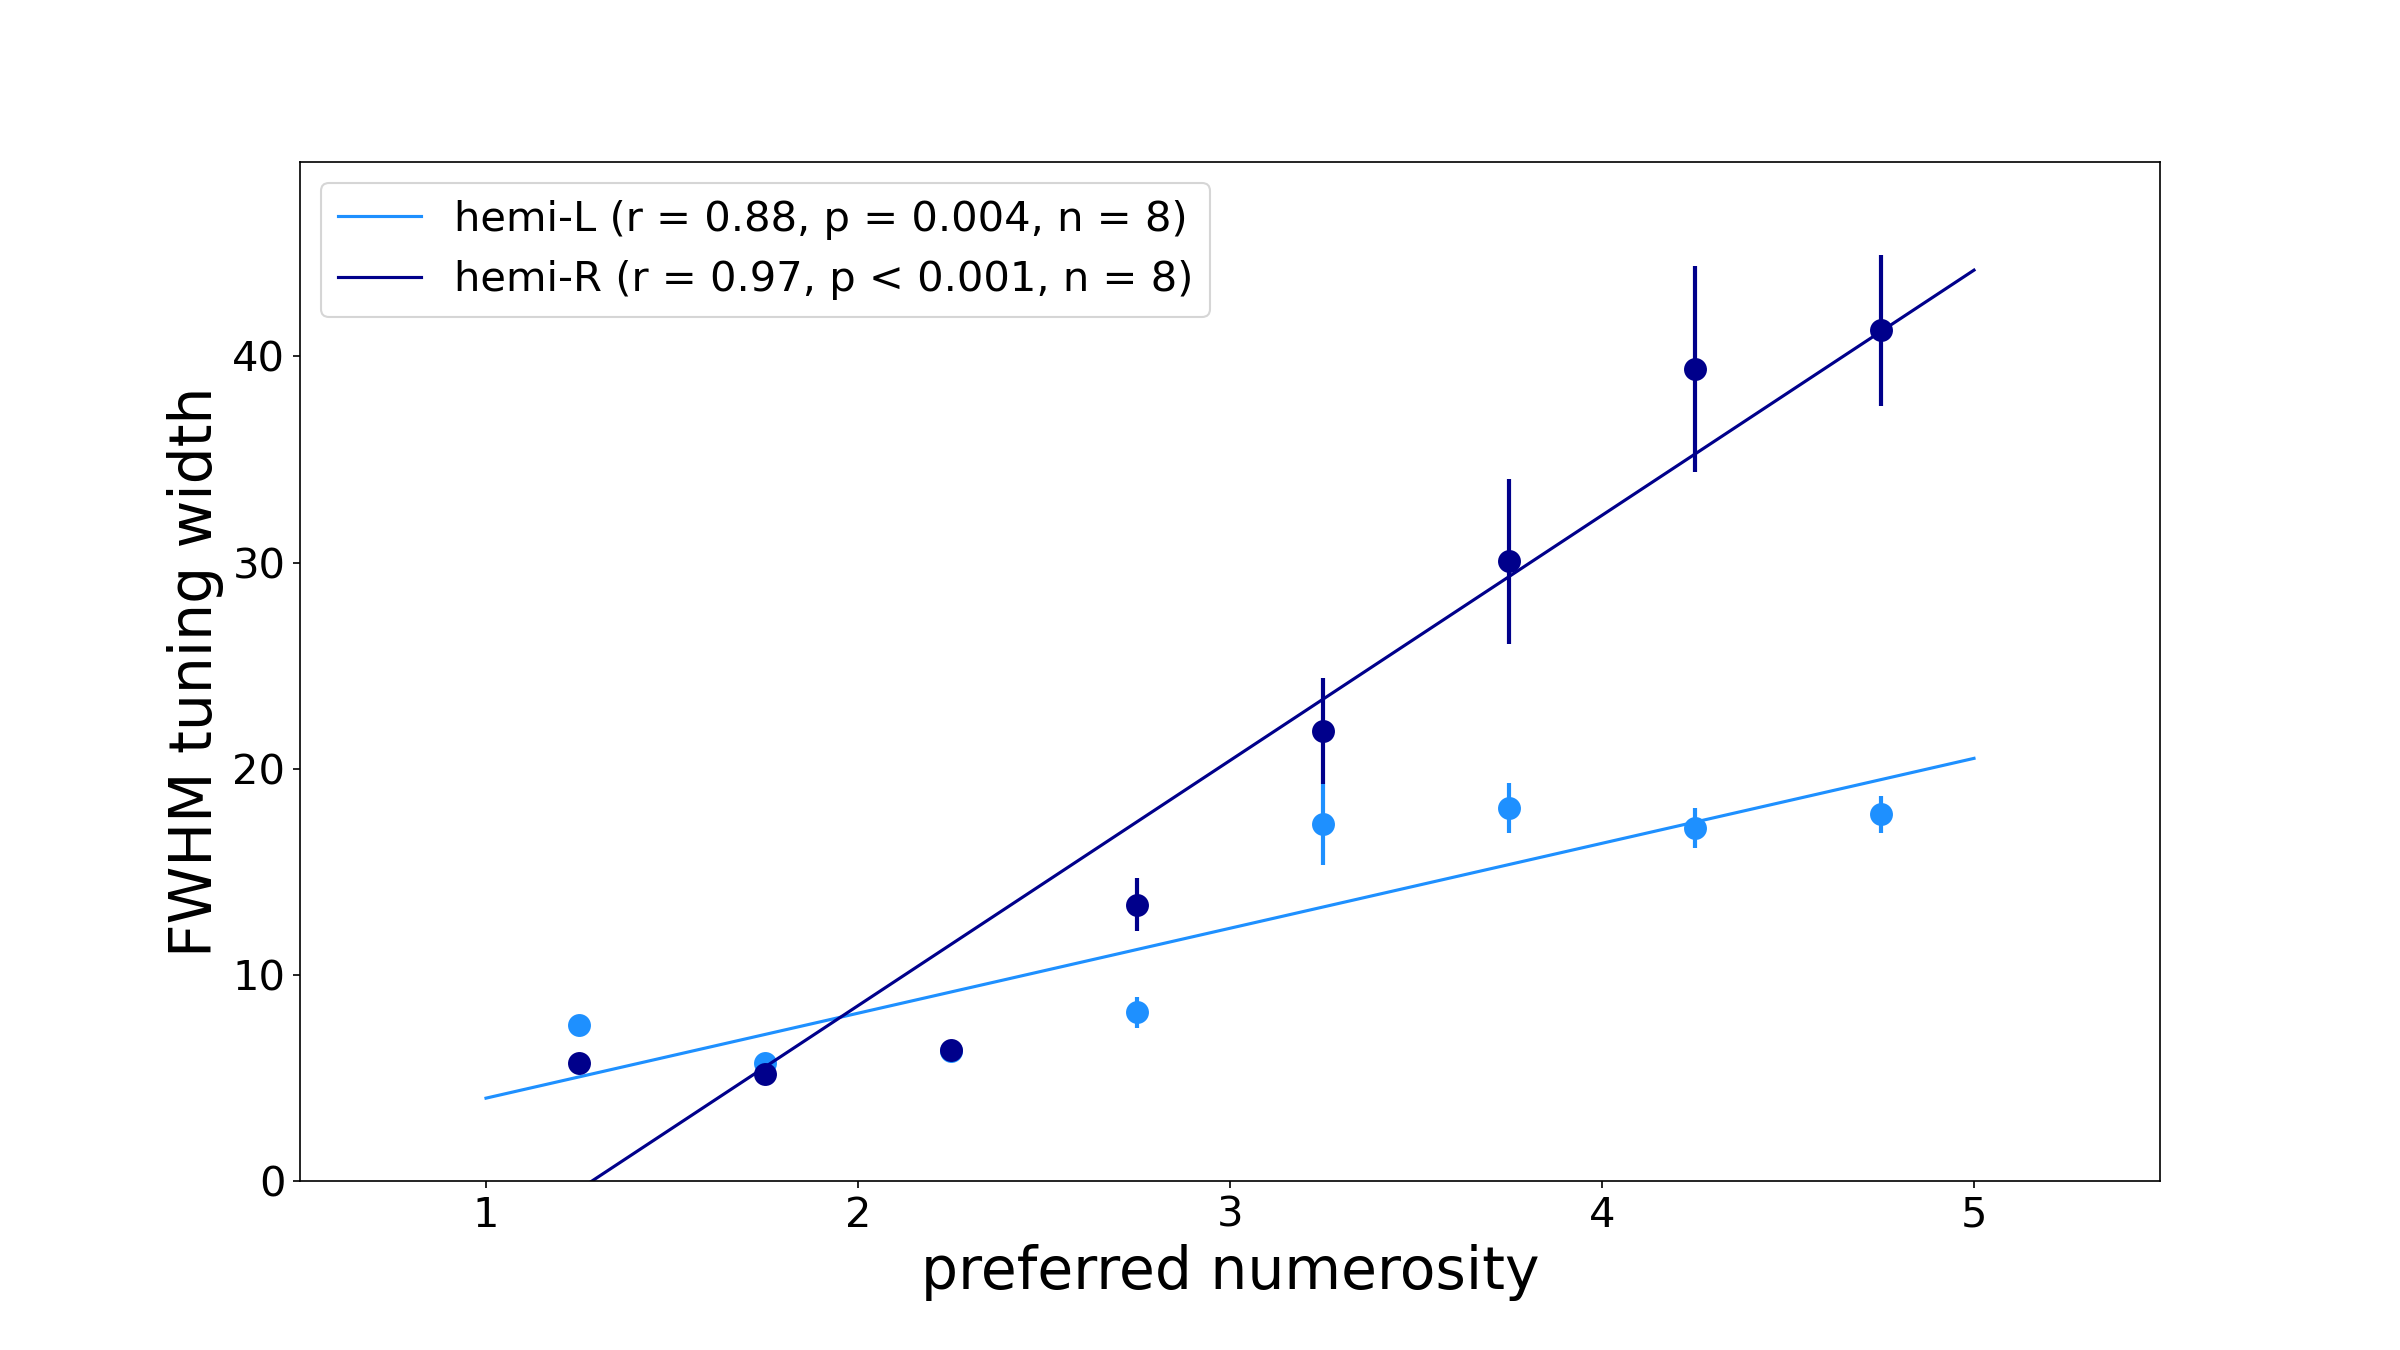 hemi-L (r = 0.88, p = 0.004, n = 8)
hemi-R (r = 0.97, p < 0.001, n = 8)
FWHM tuning width
40
30
20
10
0
1 2 3 4 5
preferred numerosity